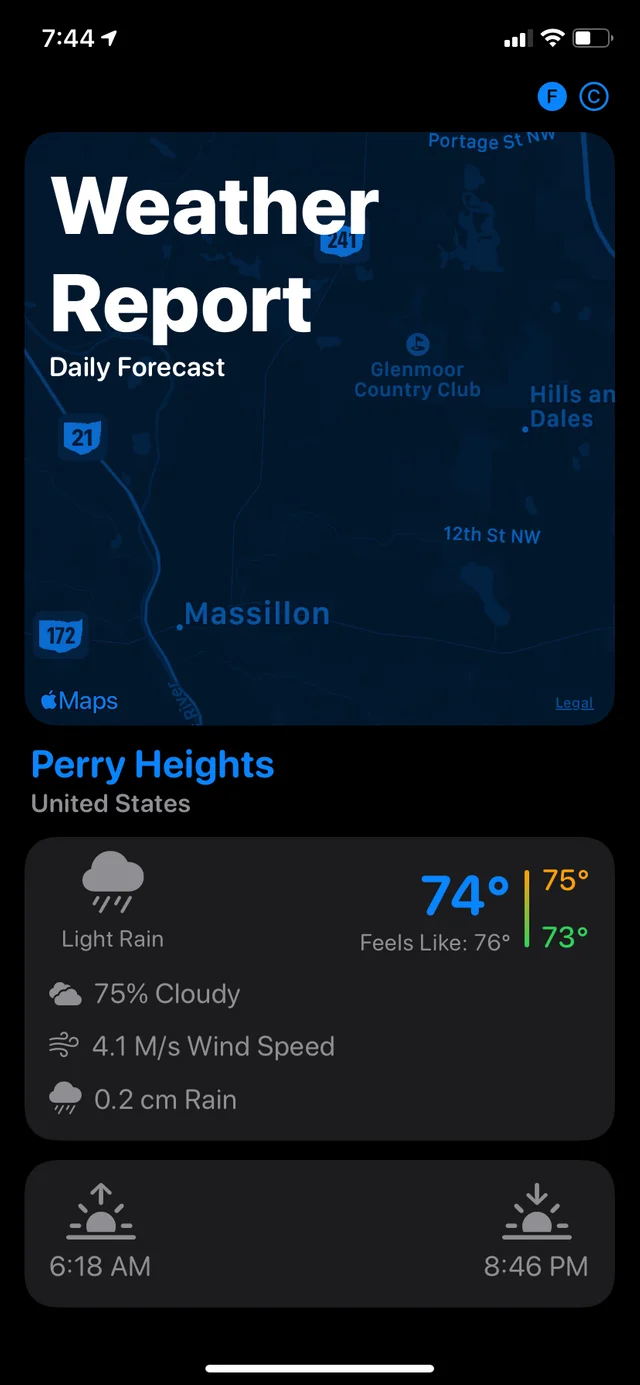 7:44
F C
Portage St NW
Weather
241
Report
Daily Forecast
Glenmoor
Country Club
Hills an
Dales
21
12th St NW
Massillon
172
River
Maps
Legal
Perry Heights
United States
74°
75°
Light Rain
Feels Like: 76°
73°
75% Cloudy
4.1 M/s Wind Speed
0.2 cm Rain
6:18 AM
8:46 PM